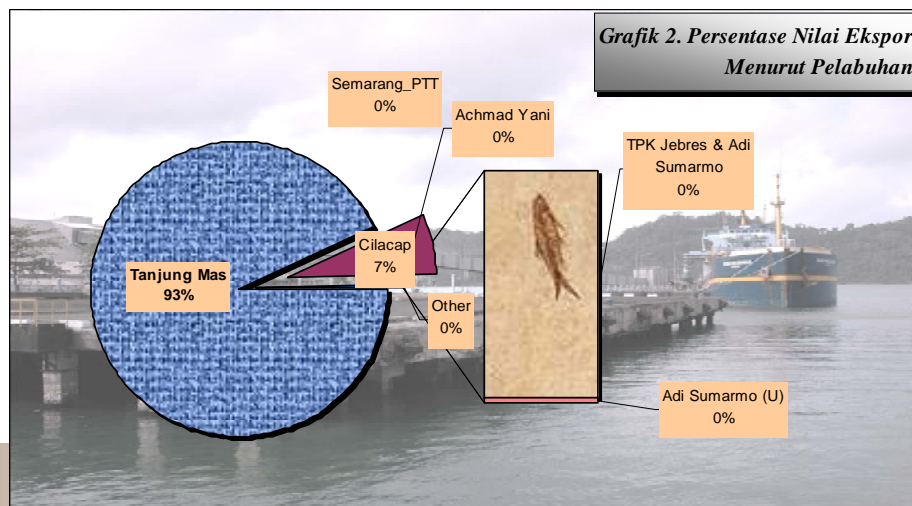 Grafik 2. Persentase Nilai Ekspor
Menurut Pelabuhan
Semarang_PTT
0%
Achmad Yani
0%
TPK Jebres & Adi
Sumarmo
0%
Cilacap
7%
Tanjung Mas
93%
Other
0%
Adi Sumarmo (U)
0%